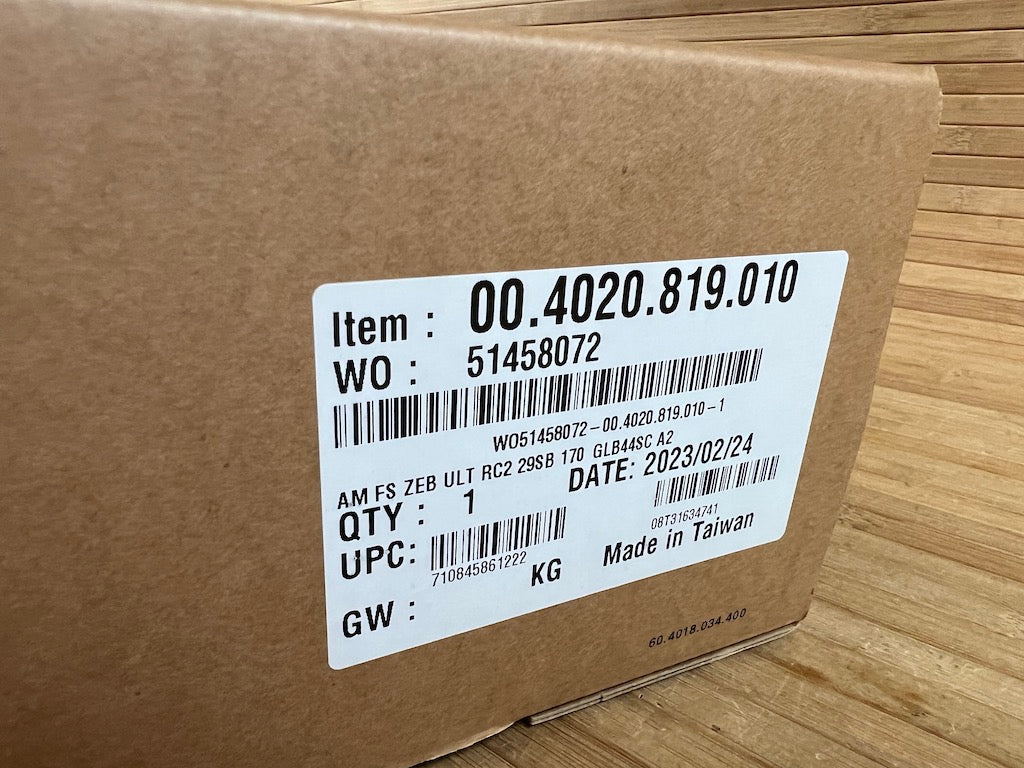 Item : 00.4020.819.010
WO : 51458072
WO51458072-00.4020.819.010-1
AM FS ZEB ULT RC2 29SB 170 GLB44SC A2
QTY : 1 DATE: 2023/02/24
UPC: 710845861222 08T31634741
KG Made in Taiwan
GW :
60.4018.034.400